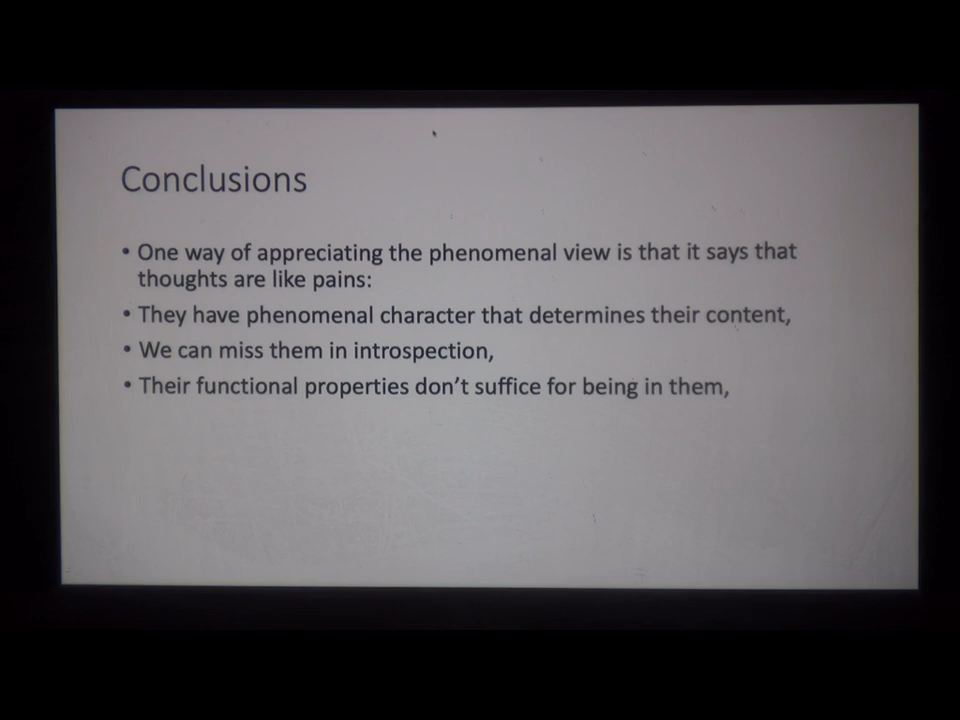 Conclusions
• One way of appreciating the phenomenal view is that it says that
thoughts are like pains:
• They have phenomenal character that determines their content,
• We can miss them in introspection,
• Their functional properties don't suffice for being in them,